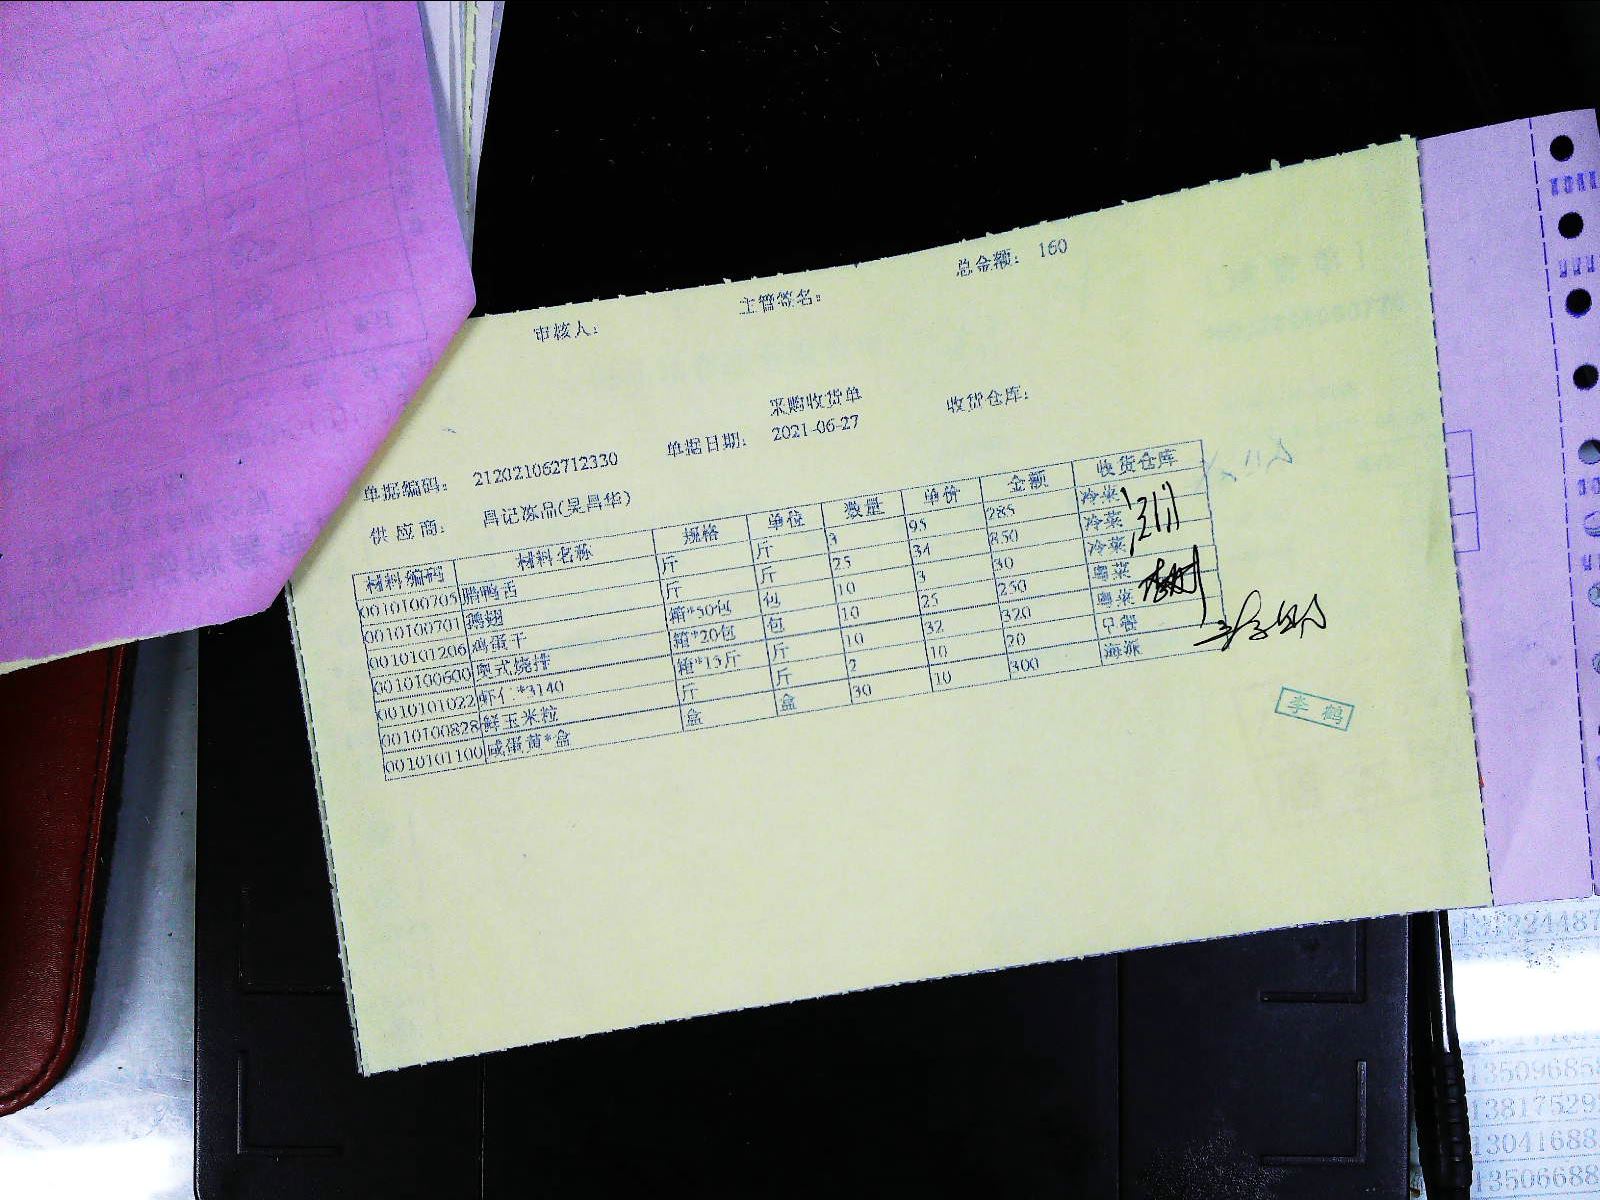 审核人： 主管签名： 总金额： 160
采购收货单
单据编码： 212021062712330 单据日期： 2021-06-27 收货仓库：
供应商： 昌记冻品(吴昌华)
材料编码 材料名称 规格 单位 数量 单价 金额 收货仓库
0010100705 腊鸭舌 斤 斤 3 95 285 冷菜
0010100701 鹅翅 斤 斤 25 34 850 冷菜
0010101206 鸡蛋干 箱*50包 包 10 3 30 冷菜
0010100600 奥式烧排 箱*20包 包 10 25 250 粤菜
0010101022 虾仁*3140 箱*15斤 斤 10 32 320 粤菜
0010100828 鲜玉米粒 斤 斤 2 10 20 早餐
0010101100 咸蛋黄*盒 盒 盒 30 10 300 海派
李鹤